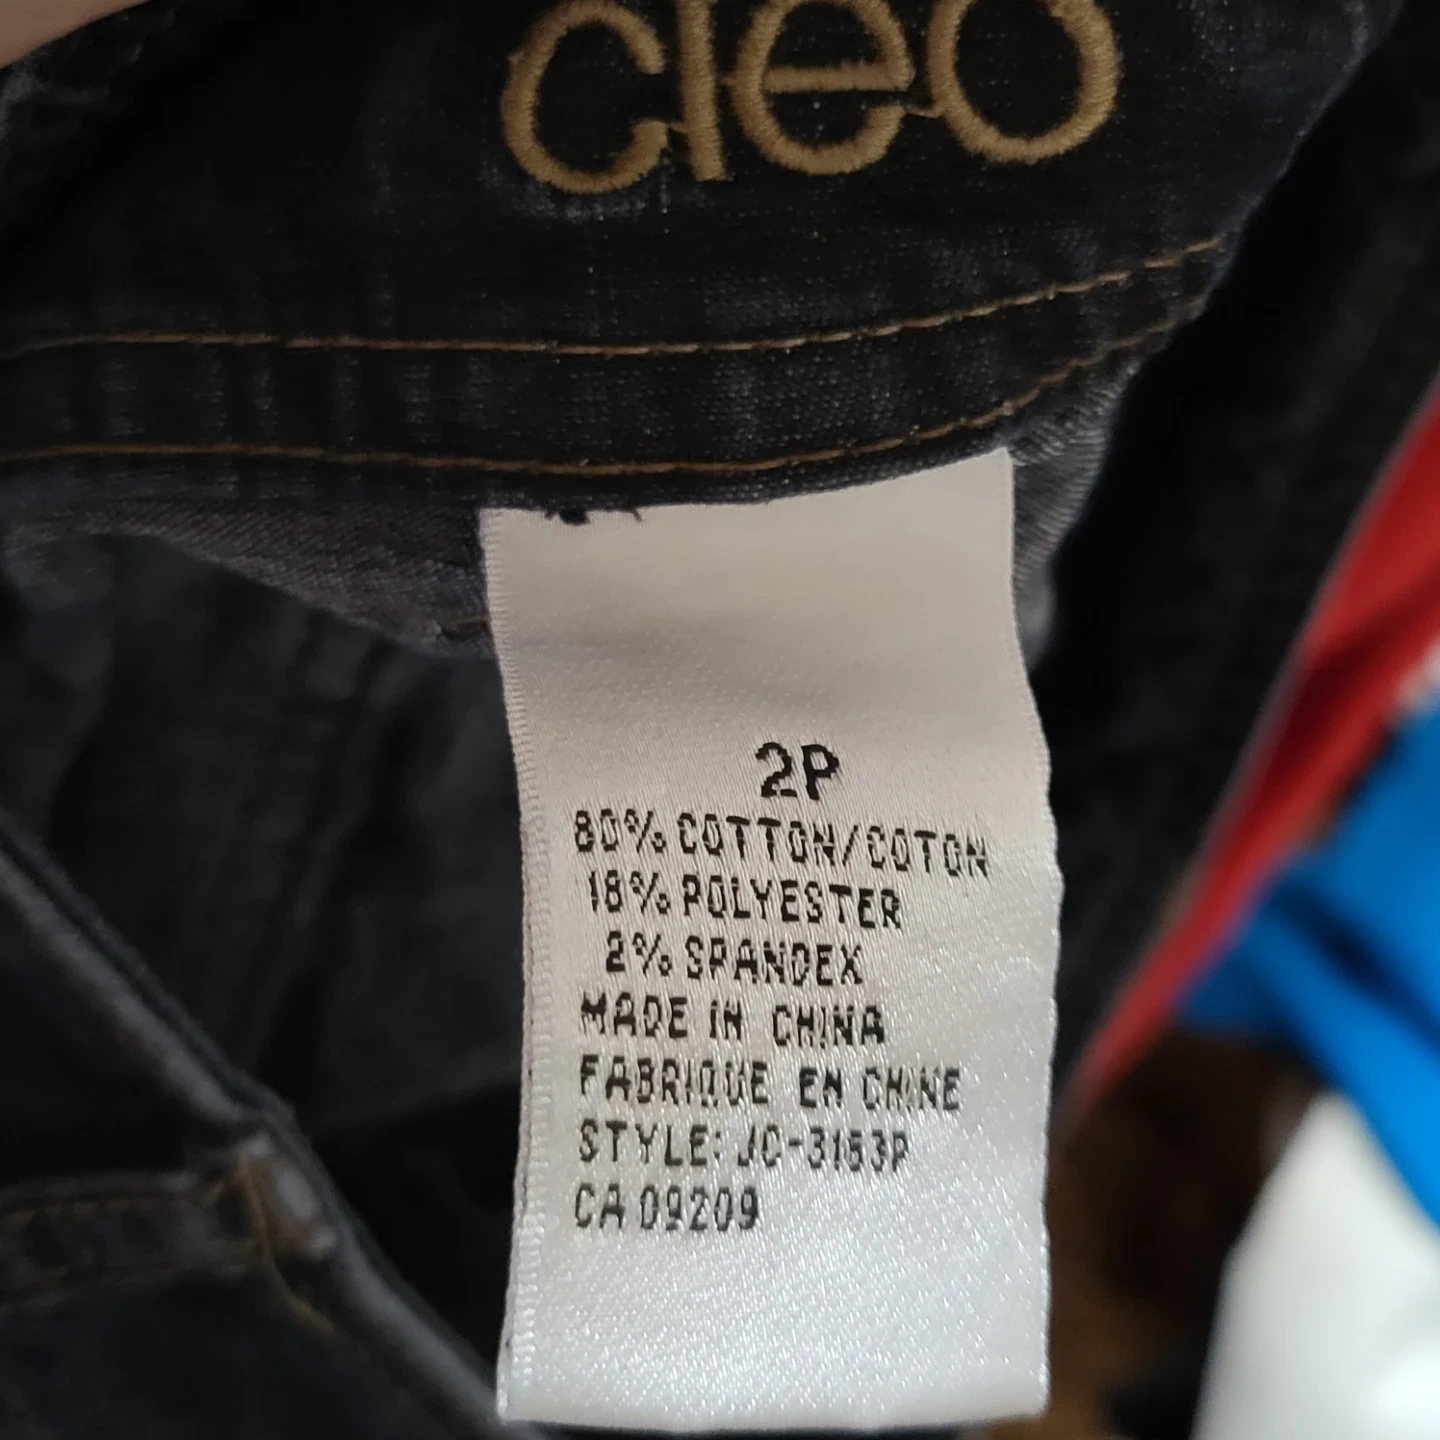 cleo
2P
80% COTTON/COTON
18% POLYESTER
2% SPANDEX
MADE IN CHINA
FABRIQUE EN CHINE
STYLE: JC-3163P
CA 09209